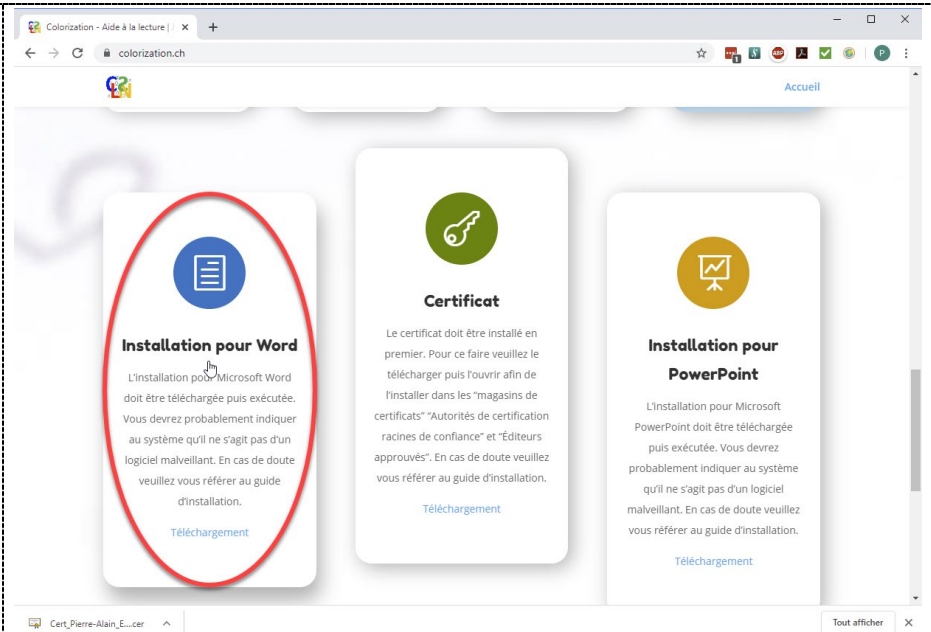 Colorization - Aide à la lecture |
colorization.ch
Accueil
Installation pour Word
L'installation pour Microsoft Word
doit être téléchargée puis exécutée.
Vous devrez probablement indiquer
au système qu'il ne s'agit pas d'un
logiciel malveillant. En cas de doute
veuillez vous référer au guide
d'installation.
Téléchargement
Certificat
Le certificat doit être installé en
premier. Pour ce faire veuillez le
télécharger puis l'ouvrir afin de
l'installer dans les "magasins de
certificats" "Autorités de certification
racines de confiance" et "Éditeurs
approuvés". En cas de doute veuillez
vous référer au guide d'installation.
Téléchargement
Installation pour
PowerPoint
L'installation pour Microsoft
PowerPoint doit être téléchargée
puis exécutée. Vous devrez
probablement indiquer au système
qu'il ne s'agit pas d'un logiciel
malveillant. En cas de doute veuillez
vous référer au guide d'installation.
Téléchargement
Cert_Pierre-Alain_E....cer
Tout afficher